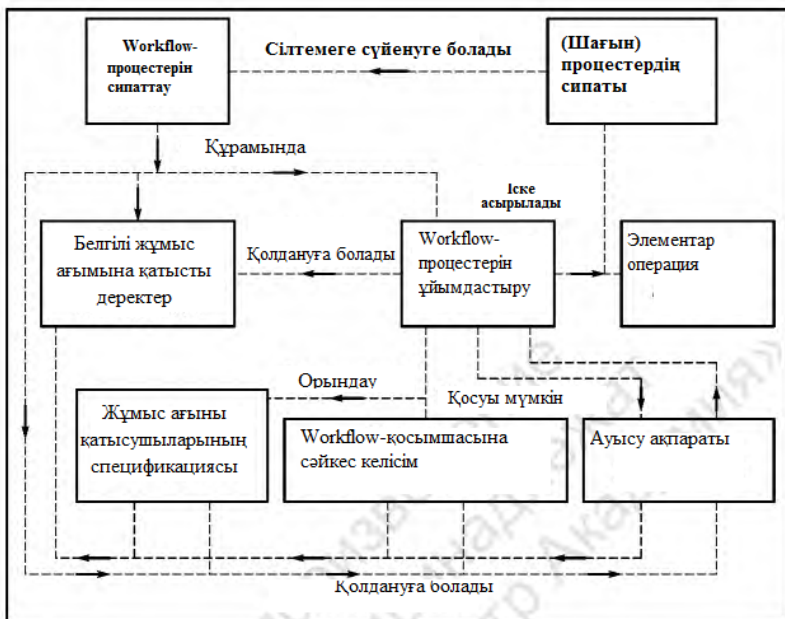 Workflow-
процестерін
сипаттау
Сілтемеге сүйенуге болады
(Шағын)
процестердің
сипаты
Құрамында
Іске
асырылады
Белгілі жұмыс
ағымына қатысты
деректер
Қолдануға болады
Workflow-
процестерін
ұйымдастыру
Элементар
операция
Орындау
Қосуы мүмкін
Жұмыс ағыны
қатысушыларының
спецификациясы
Workflow-қосымшасына
сәйкес келісім
Ауысу ақпараты
Қолдануға болады